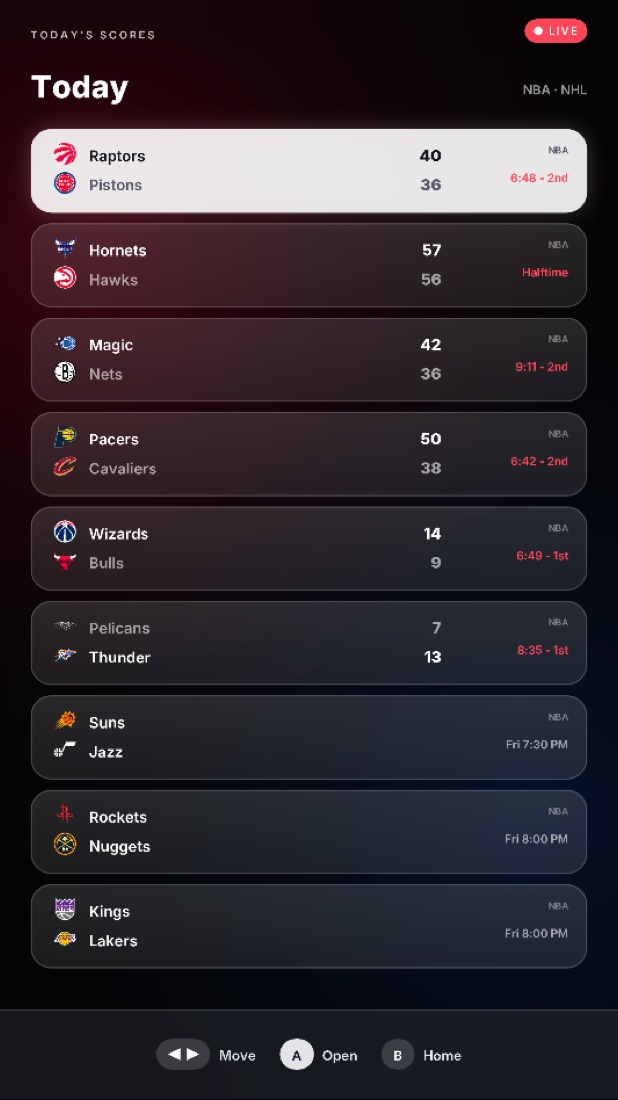 TODAY'S SCORES
LIVE
Today
NBA · NHL
Raptors 40 NBA
Pistons 36 6:48 - 2nd
Hornets 57 NBA
Hawks 56 Halftime
Magic 42 NBA
Nets 36 9:11 - 2nd
Pacers 50 NBA
Cavaliers 38 6:42 - 2nd
Wizards 14 NBA
Bulls 9 6:49 - 1st
Pelicans 7 NBA
Thunder 13 8:35 - 1st
Suns NBA
Jazz Fri 7:30 PM
Rockets NBA
Nuggets Fri 8:00 PM
Kings NBA
Lakers Fri 8:00 PM
◀ ▶ Move A Open B Home